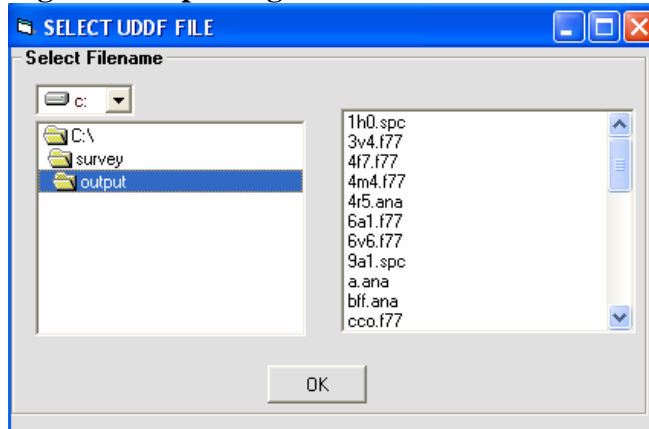 SELECT UDDF FILE
Select Filename
c:
C:\
survey
output
1h0.spc
3v4.f77
4f7.f77
4m4.f77
4r5.ana
6a1.f77
6v6.f77
9a1.spc
a.ana
bff.ana
cco.f77
OK